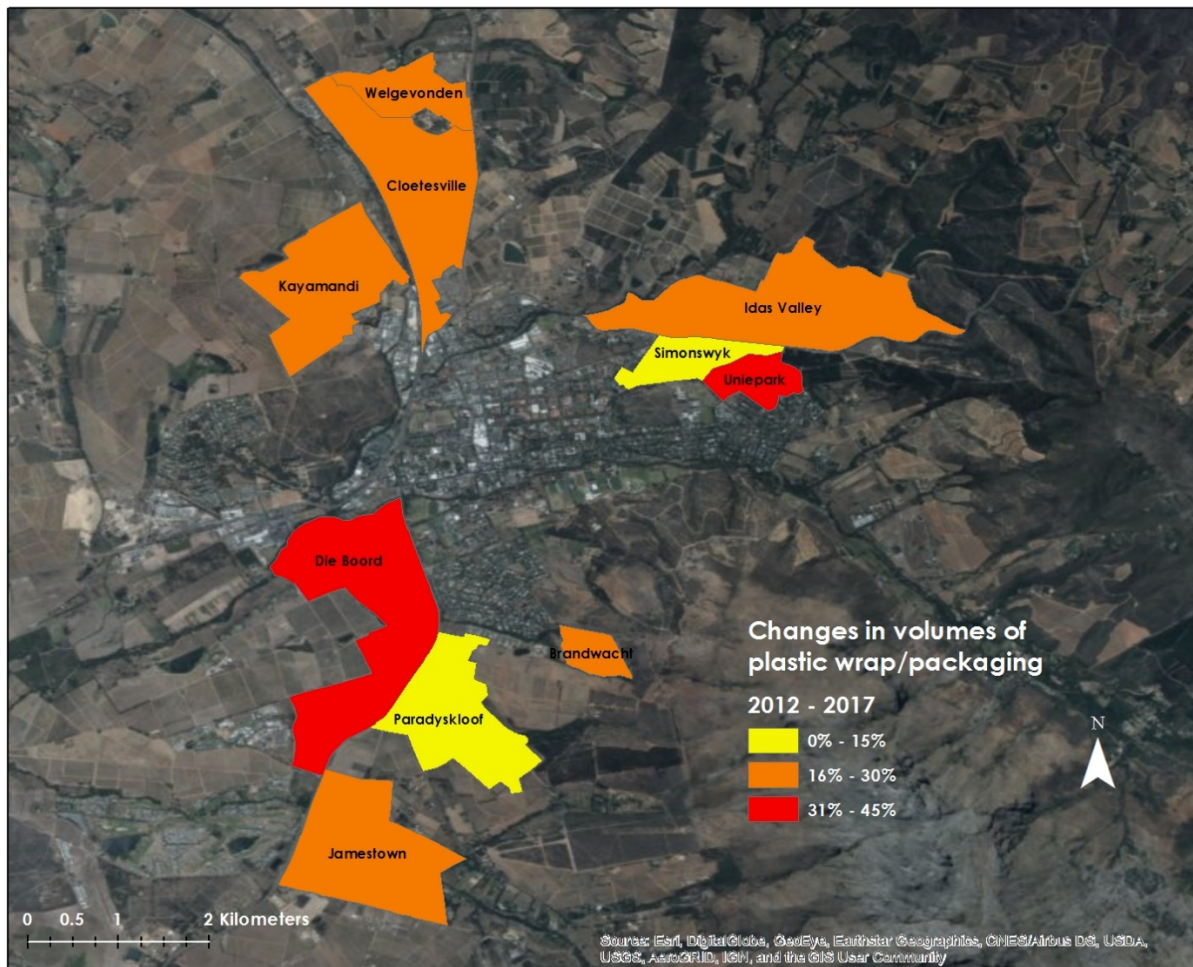 Welgevonden
Cloetesville
Kayamandi
Idas Valley
Simonswyk
Uniepark
Die Boord
Brandwacht
Paradyskloof
Jamestown
Changes in volumes of
plastic wrap/packaging
2012 - 2017
0% - 15%
16% - 30%
31% - 45%
N
0 0.5 1 2 Kilometers
Source: Esri, DigitalGlobe, GeoEye, Earthstar Geographics, CNES/Airbus DS, USDA,
USGS, AeroGRID, IGN, and the GIS User Community